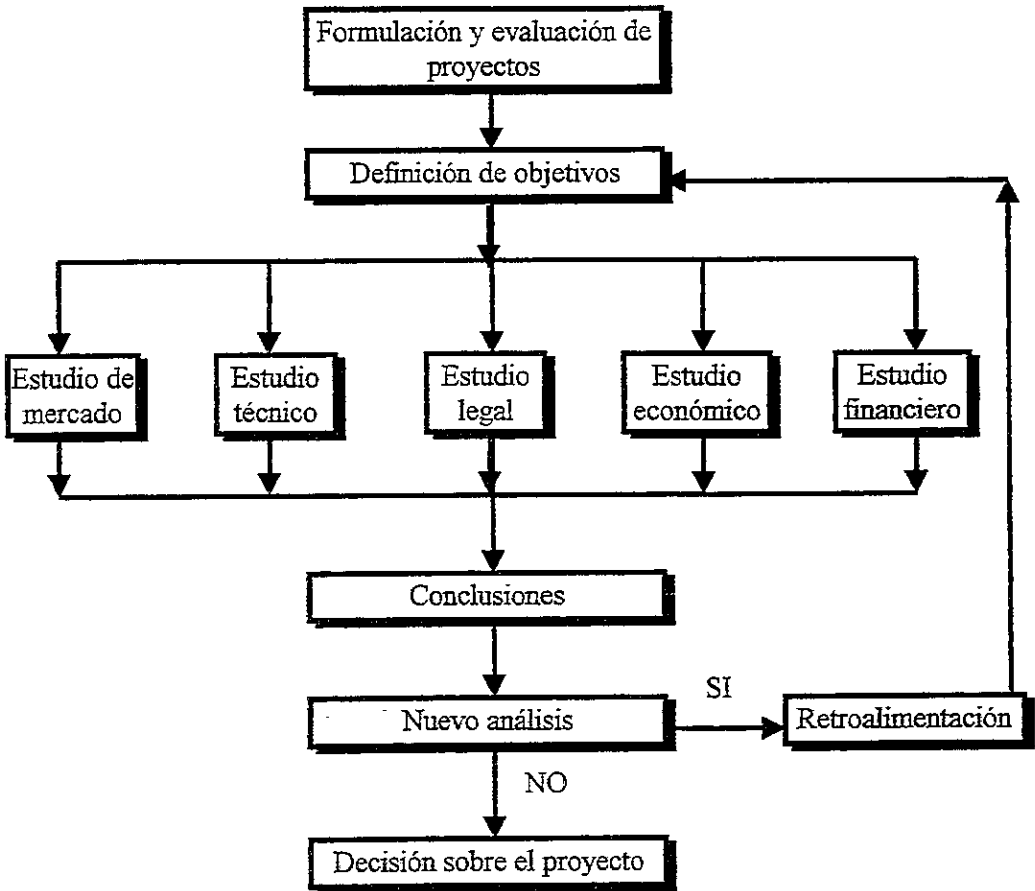 Formulación y evaluación de
proyectos
Definición de objetivos
Estudio de
mercado
Estudio
técnico
Estudio
legal
Estudio
económico
Estudio
financiero
Conclusiones
Nuevo análisis
SI
Retroalimentación
NO
Decisión sobre el proyecto